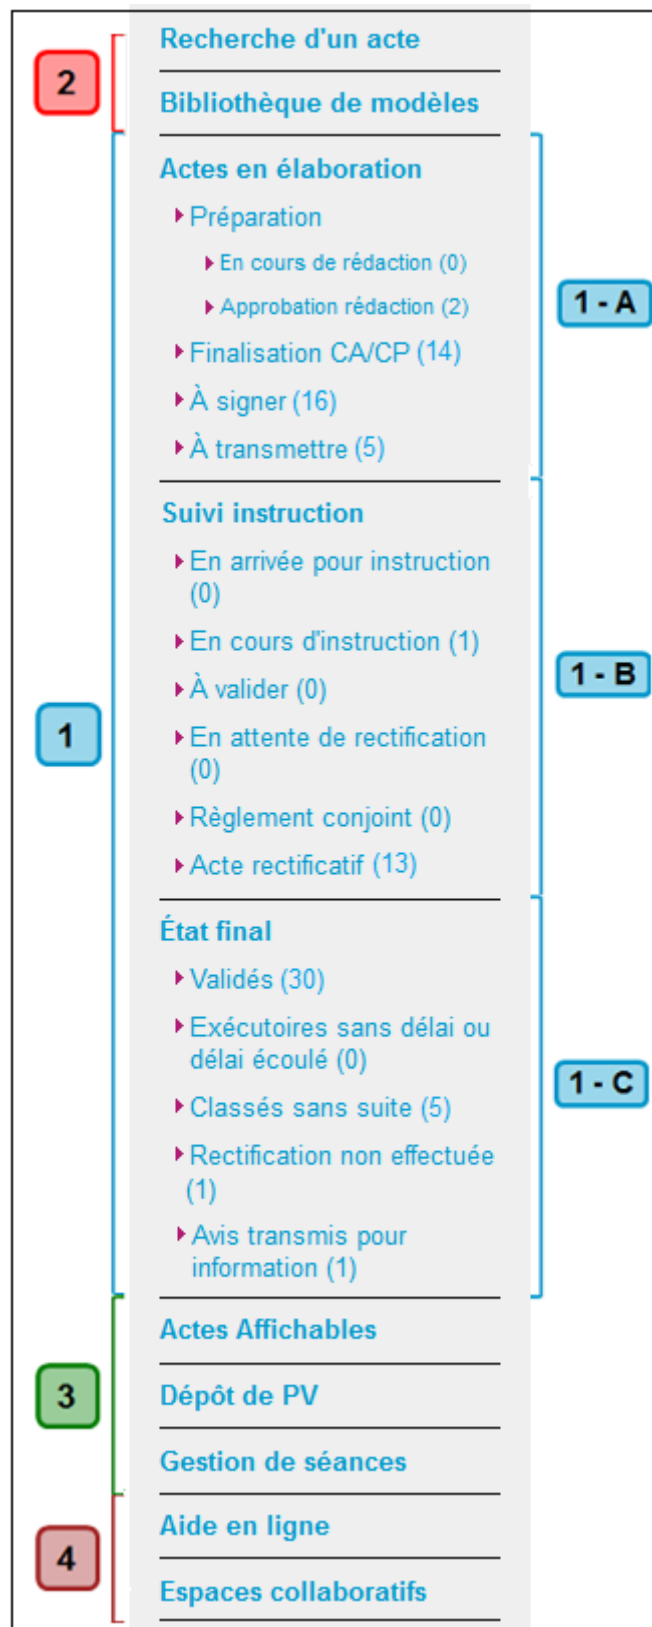 Recherche d'un acte
2
Bibliothèque de modèles
Actes en élaboration
Préparation
En cours de rédaction (0)
1 - A
Approbation rédaction (2)
Finalisation CA/CP (14)
À signer (16)
À transmettre (5)
Suivi instruction
En arrivée pour instruction
(0)
En cours d'instruction (1)
1 - B
À valider (0)
1
En attente de rectification
(0)
Règlement conjoint (0)
Acte rectificatif (13)
État final
Validés (30)
Exécutoires sans délai ou
délai écoulé (0)
1 - C
Classés sans suite (5)
Rectification non effectuée
(1)
Avis transmis pour
information (1)
Actes Affichables
3
Dépôt de PV
Gestion de séances
Aide en ligne
4
Espaces collaboratifs